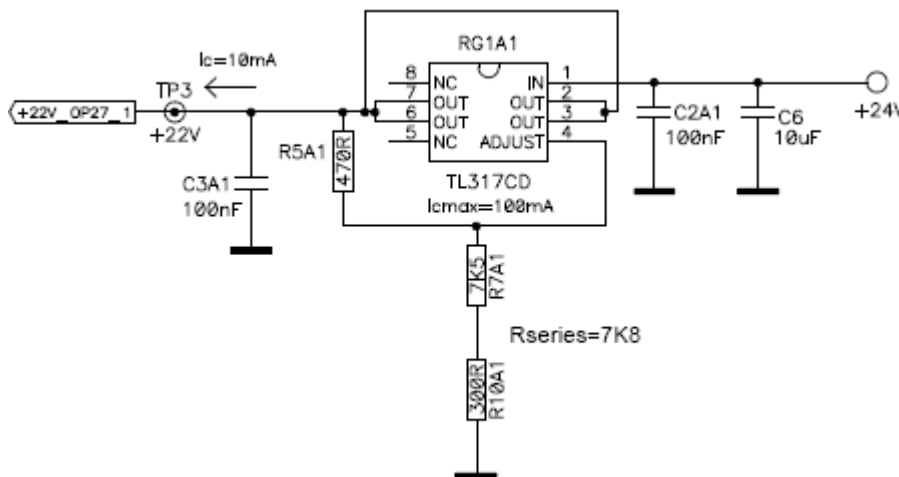 RG1A1
Ic=10mA
TP3
+22V_OP27_1
+22V
8 NC
7 OUT
6 OUT
5 NC
IN 1
OUT 2
OUT 3
ADJUST 4
C2A1
100nF
C6
10uF
+24V
R5A1
470R
C3A1
100nF
TL317CD
Icmax=100mA
7K5
R7A1
Rseries=7K8
300R
R10A1